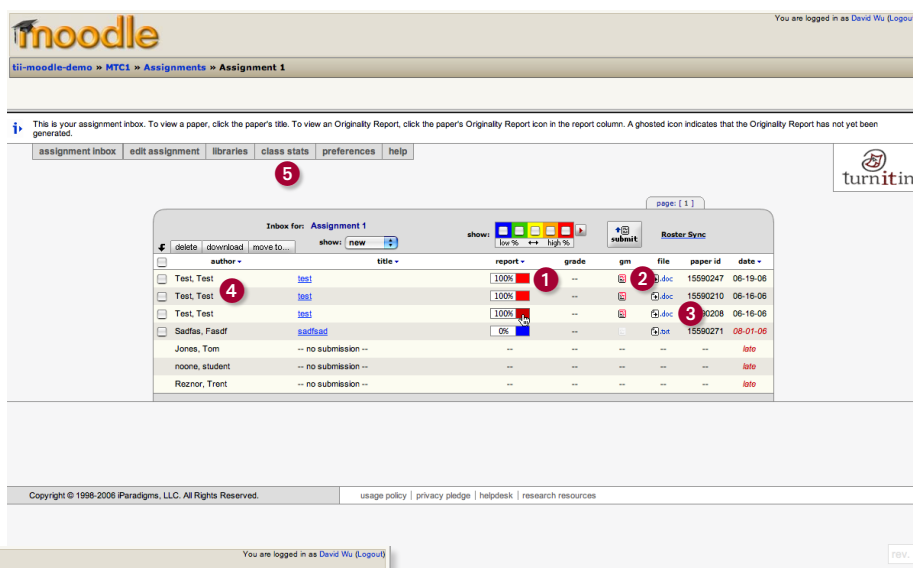 moodle
You are logged in as David Wu (Logout
tii-moodle-demo » MTC1 » Assignments » Assignment 1
This is your assignment inbox. To view a paper, click the paper's title. To view an Originality Report, click the paper's Originality Report icon in the report column. A ghosted icon indicates that the Originality Report has not yet been
generated.
assignment inbox edit assignment libraries class stats preferences help
5
turnitin
page: [ 1 ]
Inbox for: Assignment 1
show: new
show: low % ↔ high %
submit
Roster Sync
delete download move to...
author title report grade gm file paper id date
Test, Test test 100% 1 -- 2 .doc 15590247 06-19-06
Test, Test 4 test 100% -- .doc 15590210 06-16-06
Test, Test test 100% -- .doc 3 90208 06-16-06
Sadfas, Fasdf sadfsad 0% -- .txt 15590271 08-01-06
Jones, Tom -- no submission -- -- -- -- -- -- late
noone, student -- no submission -- -- -- -- -- -- late
Reznor, Trent -- no submission -- -- -- -- -- -- late
Copyright © 1998-2006 iParadigms, LLC. All Rights Reserved.
usage policy | privacy pledge | helpdesk | research resources
You are logged in as David Wu (Logout)
rev.